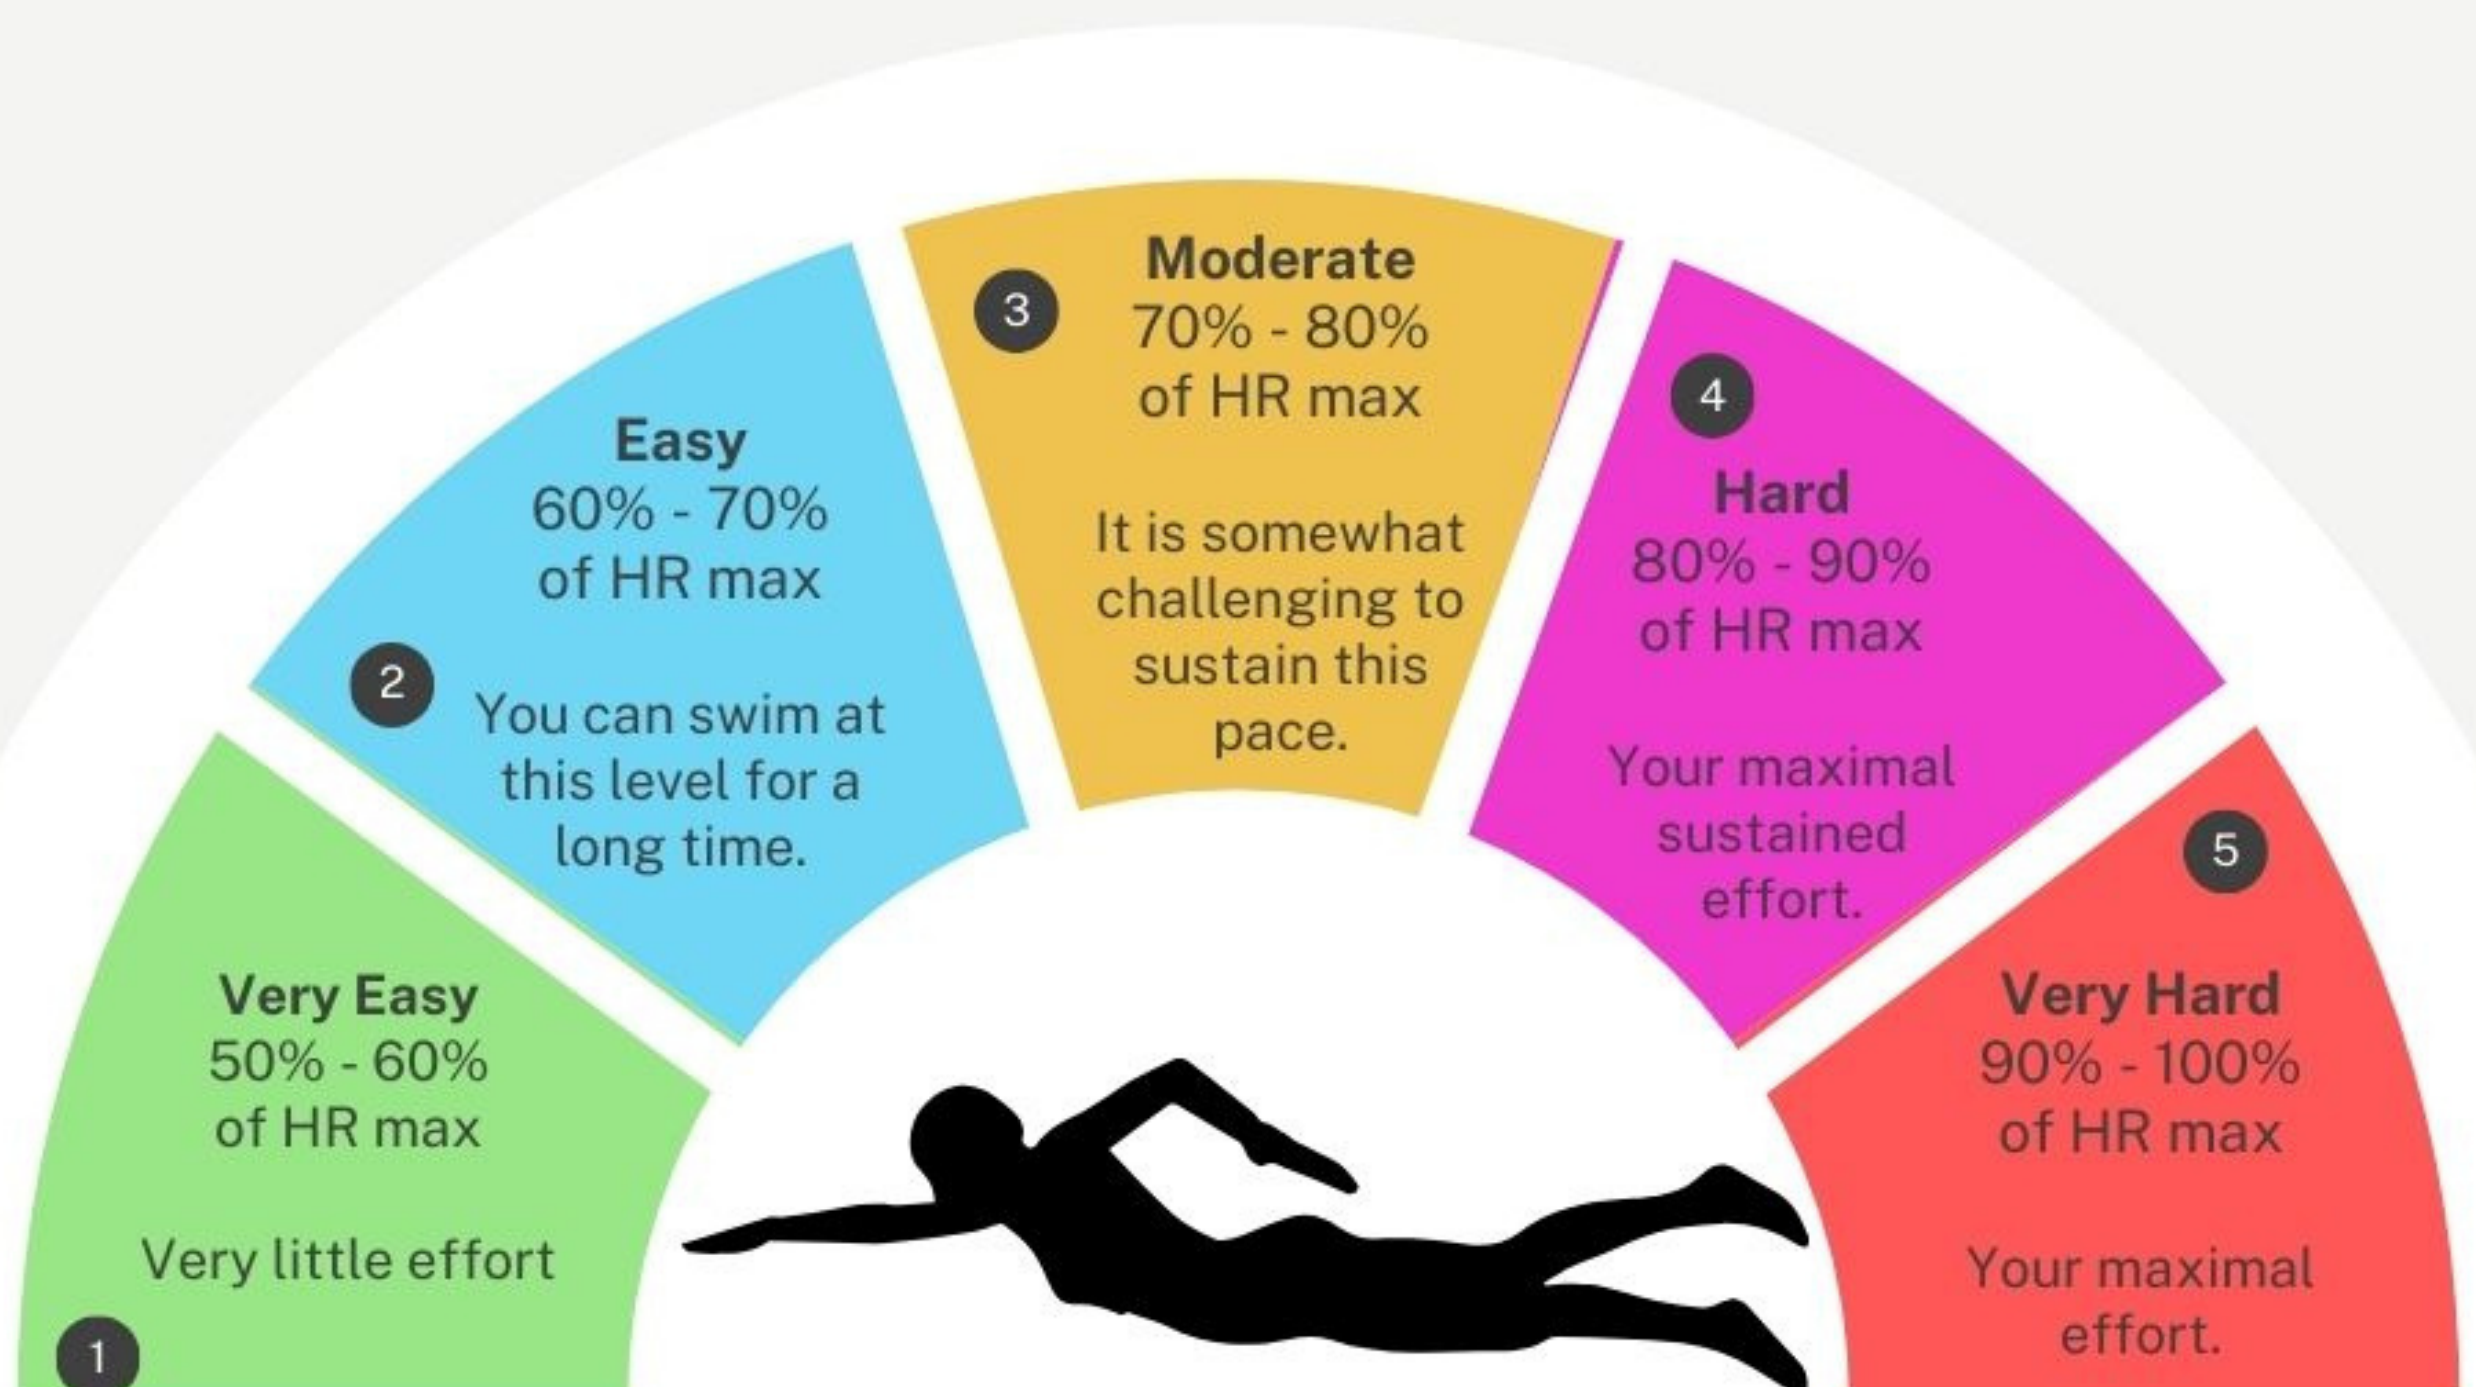 1
Very Easy
50% - 60%
of HR max
Very little effort
2
Easy
60% - 70%
of HR max
You can swim at
this level for a
long time.
3
Moderate
70% - 80%
of HR max
It is somewhat
challenging to
sustain this
pace.
4
Hard
80% - 90%
of HR max
Your maximal
sustained
effort.
5
Very Hard
90% - 100%
of HR max
Your maximal
effort.